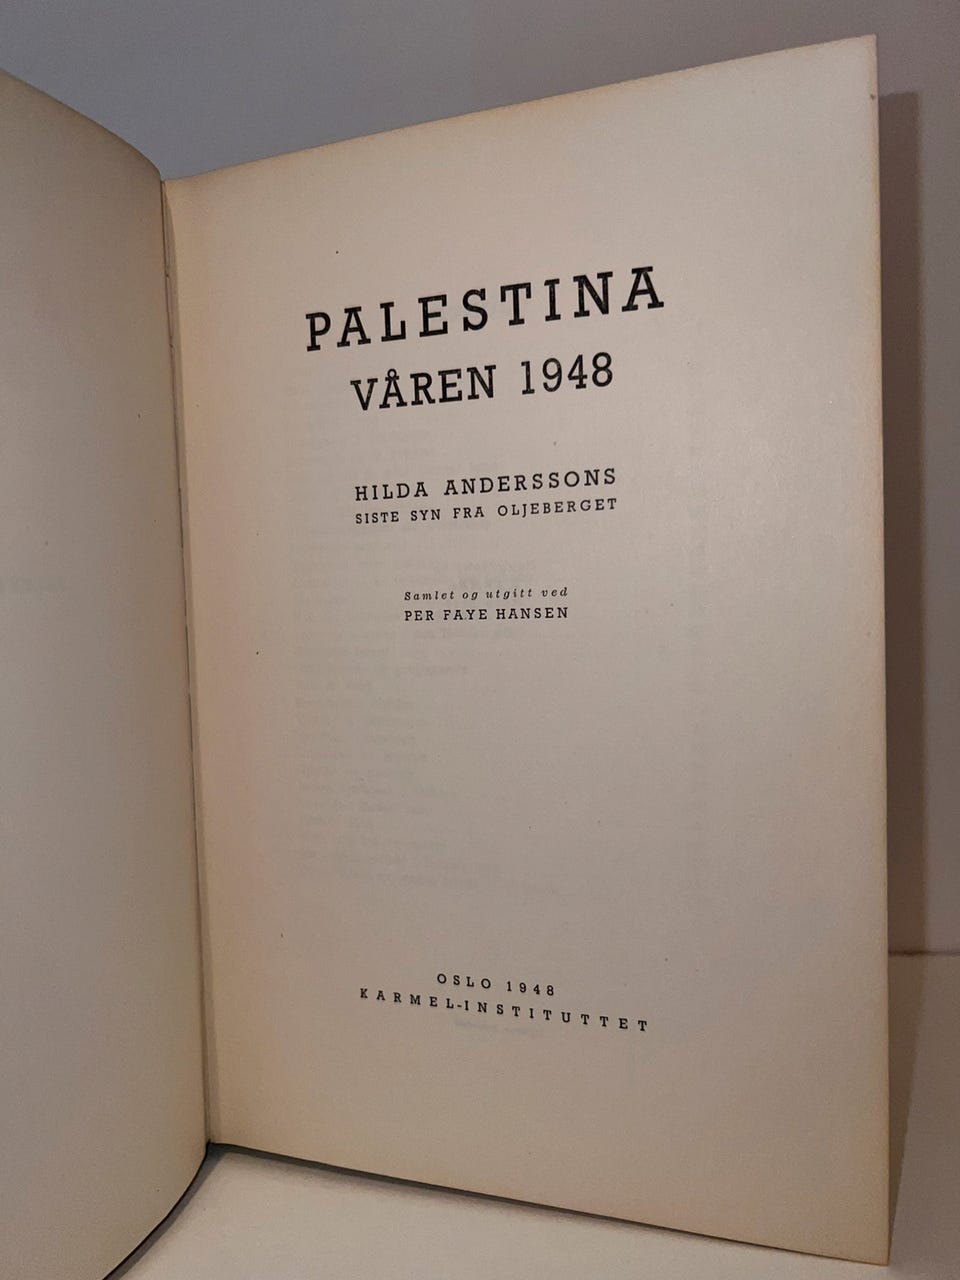 PALESTINA
VÅREN 1948
HILDA ANDERSSONS
SISTE SYN FRA OLJEBERGET
Samlet og utgitt ved
PER FAYE HANSEN
OSLO 1948
KARMEL-INSTITUTTET